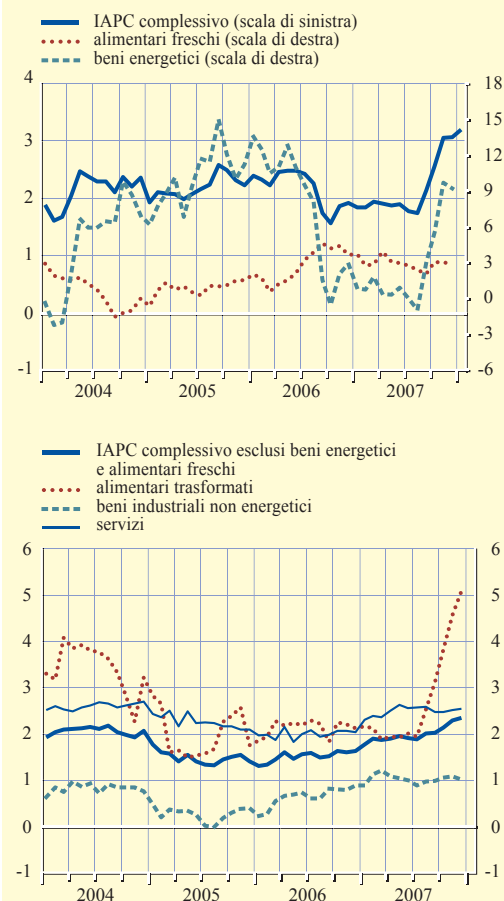 IAPC complessivo (scala di sinistra)
alimentari freschi (scala di destra)
beni energetici (scala di destra)
4 18
3 15
12
2 9
6
1 3
0 0
-3
-1 -6
2004 2005 2006 2007
IAPC complessivo esclusi beni energetici
e alimentari freschi
alimentari trasformati
beni industriali non energetici
servizi
6 6
5 5
4 4
3 3
2 2
1 1
0 0
-1 -1
2004 2005 2006 2007